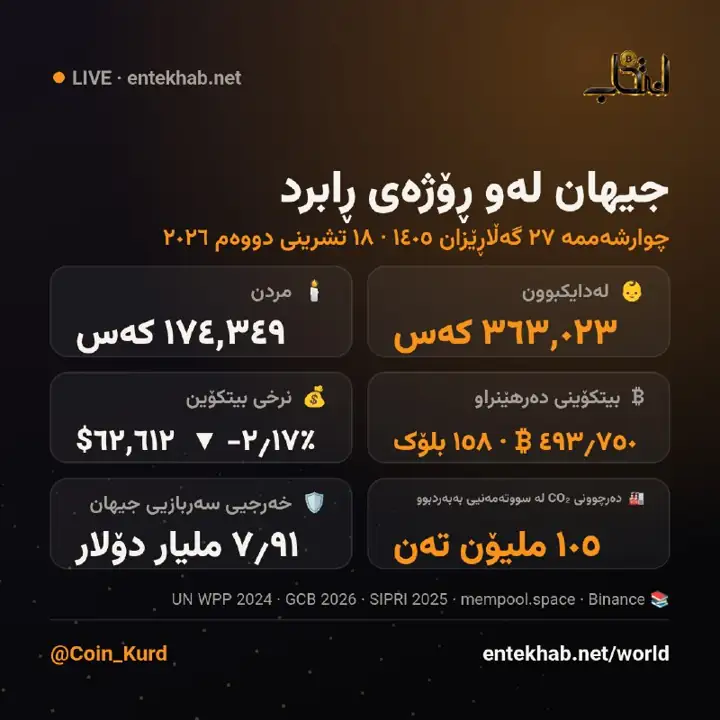 LIVE · entekhab.net
انتخاب
جیهان لەو ڕۆژەی ڕابرد
چوارشەممە ٢٧ گەڵاڕێزان ١٤٠٥ · ١٨ تشرینی دووەم ٢٠٢٦
لەدایکبوون
٣٦٣,٠٢٣ کەس
مردن
١٧٤,٣٤٩ کەس
بیتکۆینی دەرهێنراو
٤٩٣٫٧٥٠ ₿ · ١٥٨ بلۆک
نرخی بیتکۆین
$٦٢,٦١٢ ▼ −٢٫١٧٪
دەرچوونی CO₂ لە سووتەمەنیی بەبەردبوو
١٠٥ ملیۆن تەن
خەرجیی سەربازیی جیهان
٧٫٩١ ملیار دۆلار
UN WPP 2024 · GCB 2026 · SIPRI 2025 · mempool.space · Binance
@Coin_Kurd
entekhab.net/world